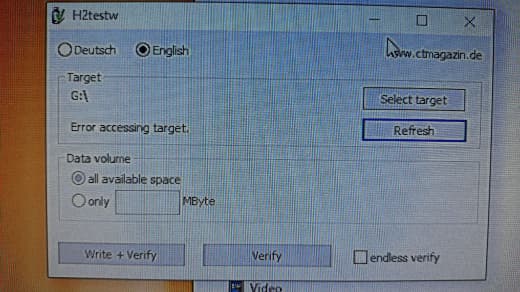 H2testw
Deutsch English
www.ctmagazin.de
Target
G:\
Select target
Error accessing target.
Refresh
Data volume
all available space
only MByte
Write + Verify Verify endless verify
Video